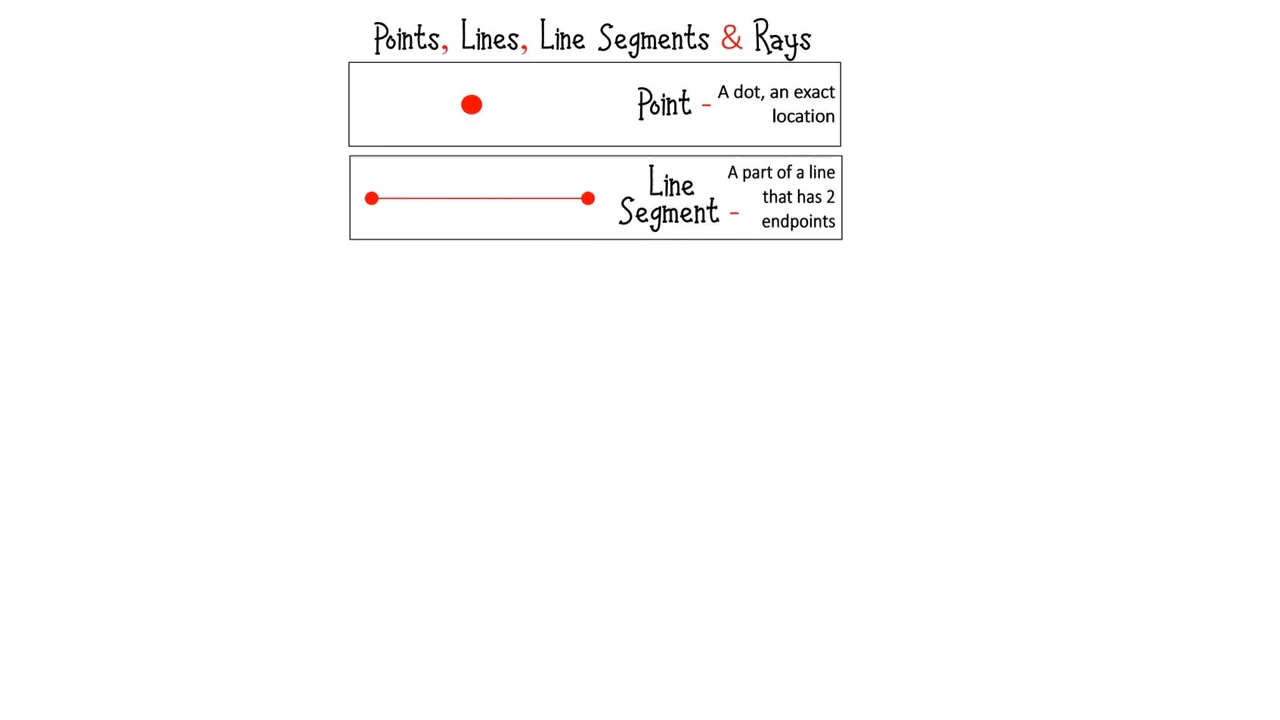 Points, Lines, Line Segments & Rays
Point - A dot, an exact
location
Line
Segment -
A part of a line
that has 2
endpoints